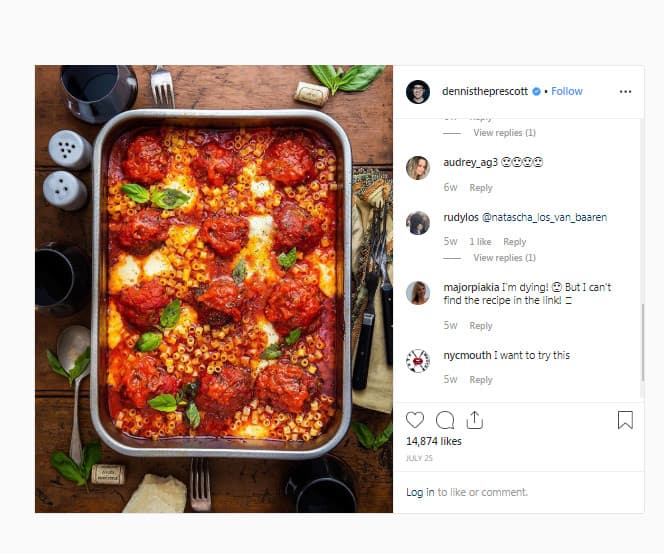 dennistheprescott • Follow
View replies (1)
audrey_ag3
6w Reply
rudylos @natascha_los_van_baaren
5w 1 like Reply
View replies (1)
majorpiakia I'm dying! But I can't
find the recipe in the link!
5w Reply
nycmouth I want to try this
5w Reply
14,874 likes
JULY 25
Log in to like or comment.